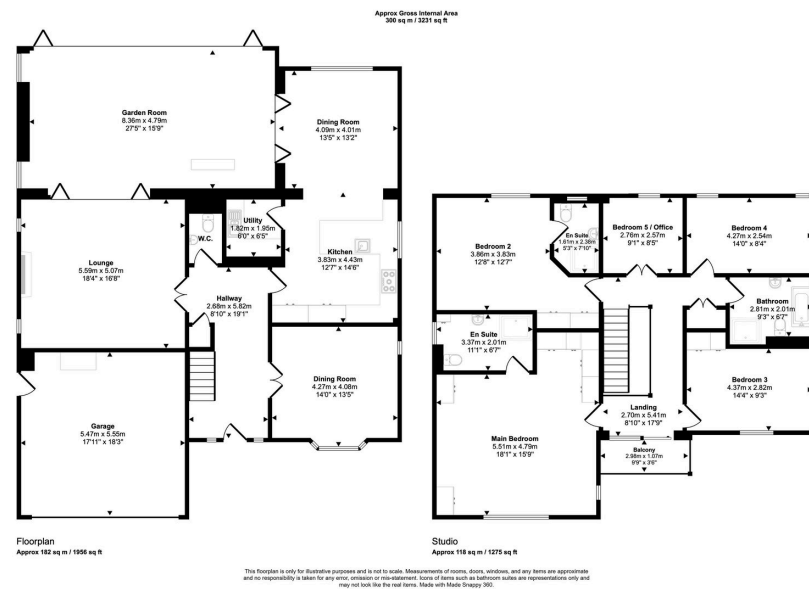 Approx Gross Internal Area
300 sq m / 3231 sq ft
Garden Room
8.36m x 4.79m
27'5" x 15'9"
Dining Room
4.09m x 4.01m
13'5" x 13'2"
Utility
1.82m x 1.95m
6'0" x 6'5"
W.C.
Lounge
5.59m x 5.07m
18'4" x 16'8"
Kitchen
3.83m x 4.43m
12'7" x 14'6"
Hallway
2.68m x 5.82m
8'10" x 19'1"
Dining Room
4.27m x 4.08m
14'0" x 13'5"
Garage
5.47m x 5.55m
17'11" x 18'3"
Floorplan
Approx 182 sq m / 1956 sq ft
Bedroom 2
3.86m x 3.83m
12'8" x 12'7"
En Suite
1.61m x 2.38m
5'3" x 7'10"
Bedroom 5 / Office
2.76m x 2.57m
9'1" x 8'5"
Bedroom 4
4.27m x 2.54m
14'0" x 8'4"
Bathroom
2.81m x 2.01m
9'3" x 6'7"
En Suite
3.37m x 2.01m
11'1" x 6'7"
Bedroom 3
4.37m x 2.82m
14'4" x 9'3"
Landing
2.70m x 5.41m
8'10" x 17'9"
Main Bedroom
5.51m x 4.79m
18'1" x 15'9"
Balcony
2.98m x 1.07m
9'9" x 3'6"
Studio
Approx 118 sq m / 1275 sq ft
This floorplan is only for illustrative purposes and is not to scale. Measurements of rooms, doors, windows, and any items are approximate
and no responsibility is taken for any error, omission or mis-statement. Icons of items such as bathroom suites are representations only and
may not look like the real items. Made with Made Snappy 360.